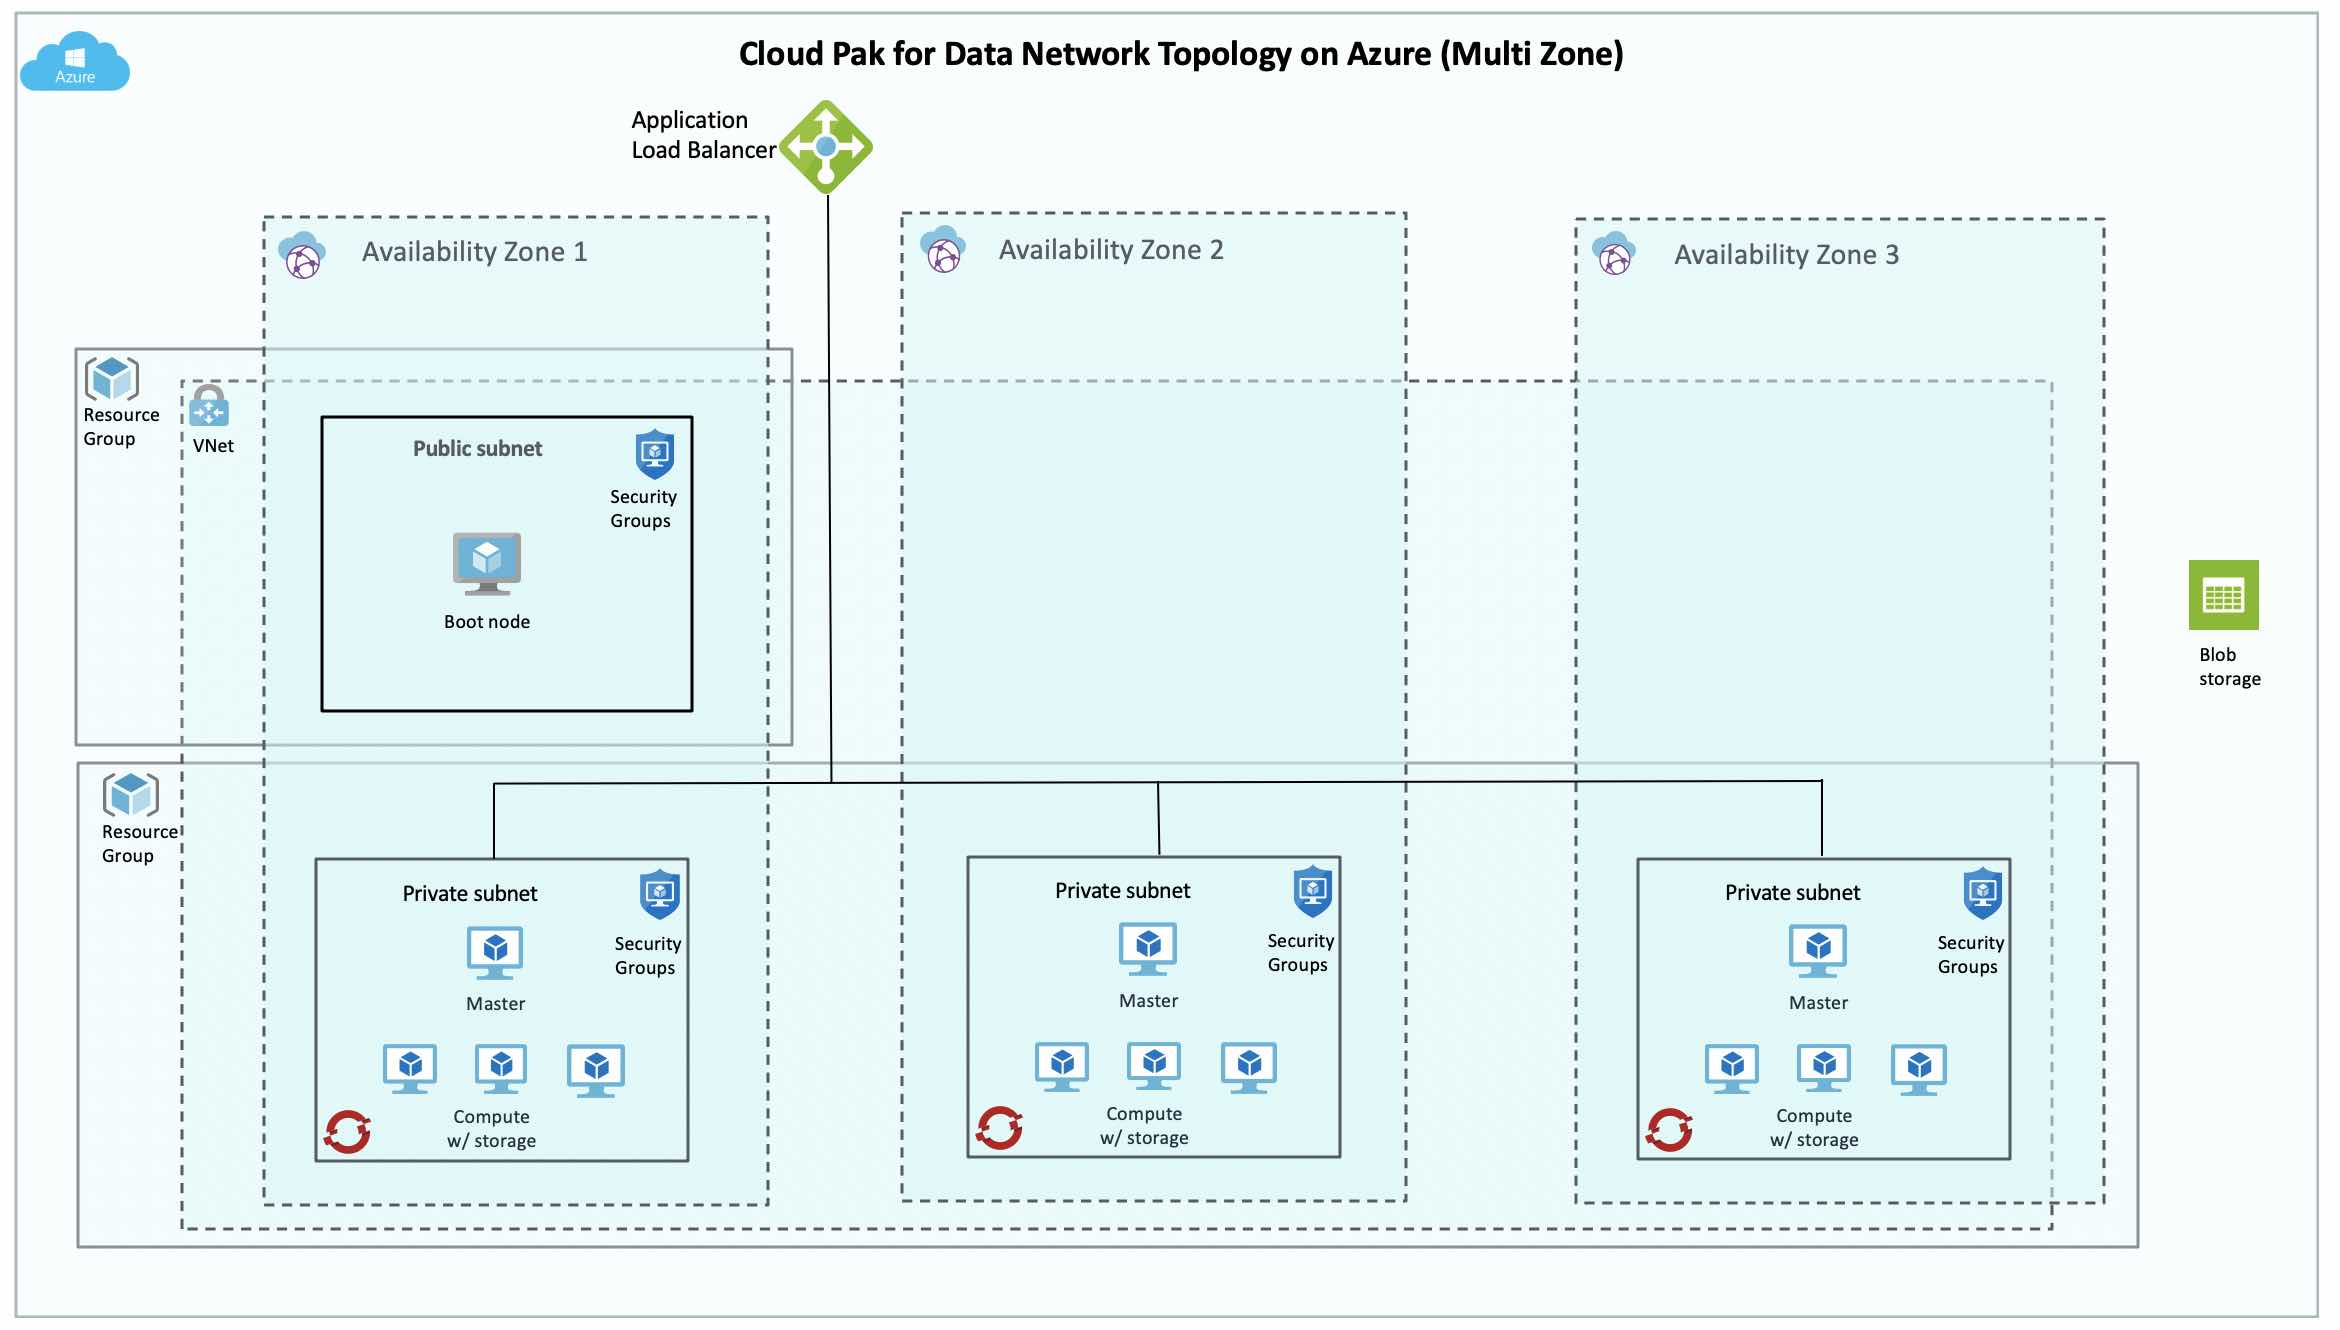 Cloud Pak for Data Network Topology on Azure (Multi Zone)
Azure
Application
Load Balancer
Availability Zone 1
Availability Zone 2
Availability Zone 3
Resource
Group
VNet
Public subnet
Security
Groups
Boot node
Blob
storage
Resource
Group
Private subnet
Security
Groups
Master
Compute
w/ storage
Private subnet
Security
Groups
Master
Compute
w/ storage
Private subnet
Security
Groups
Master
Compute
w/ storage